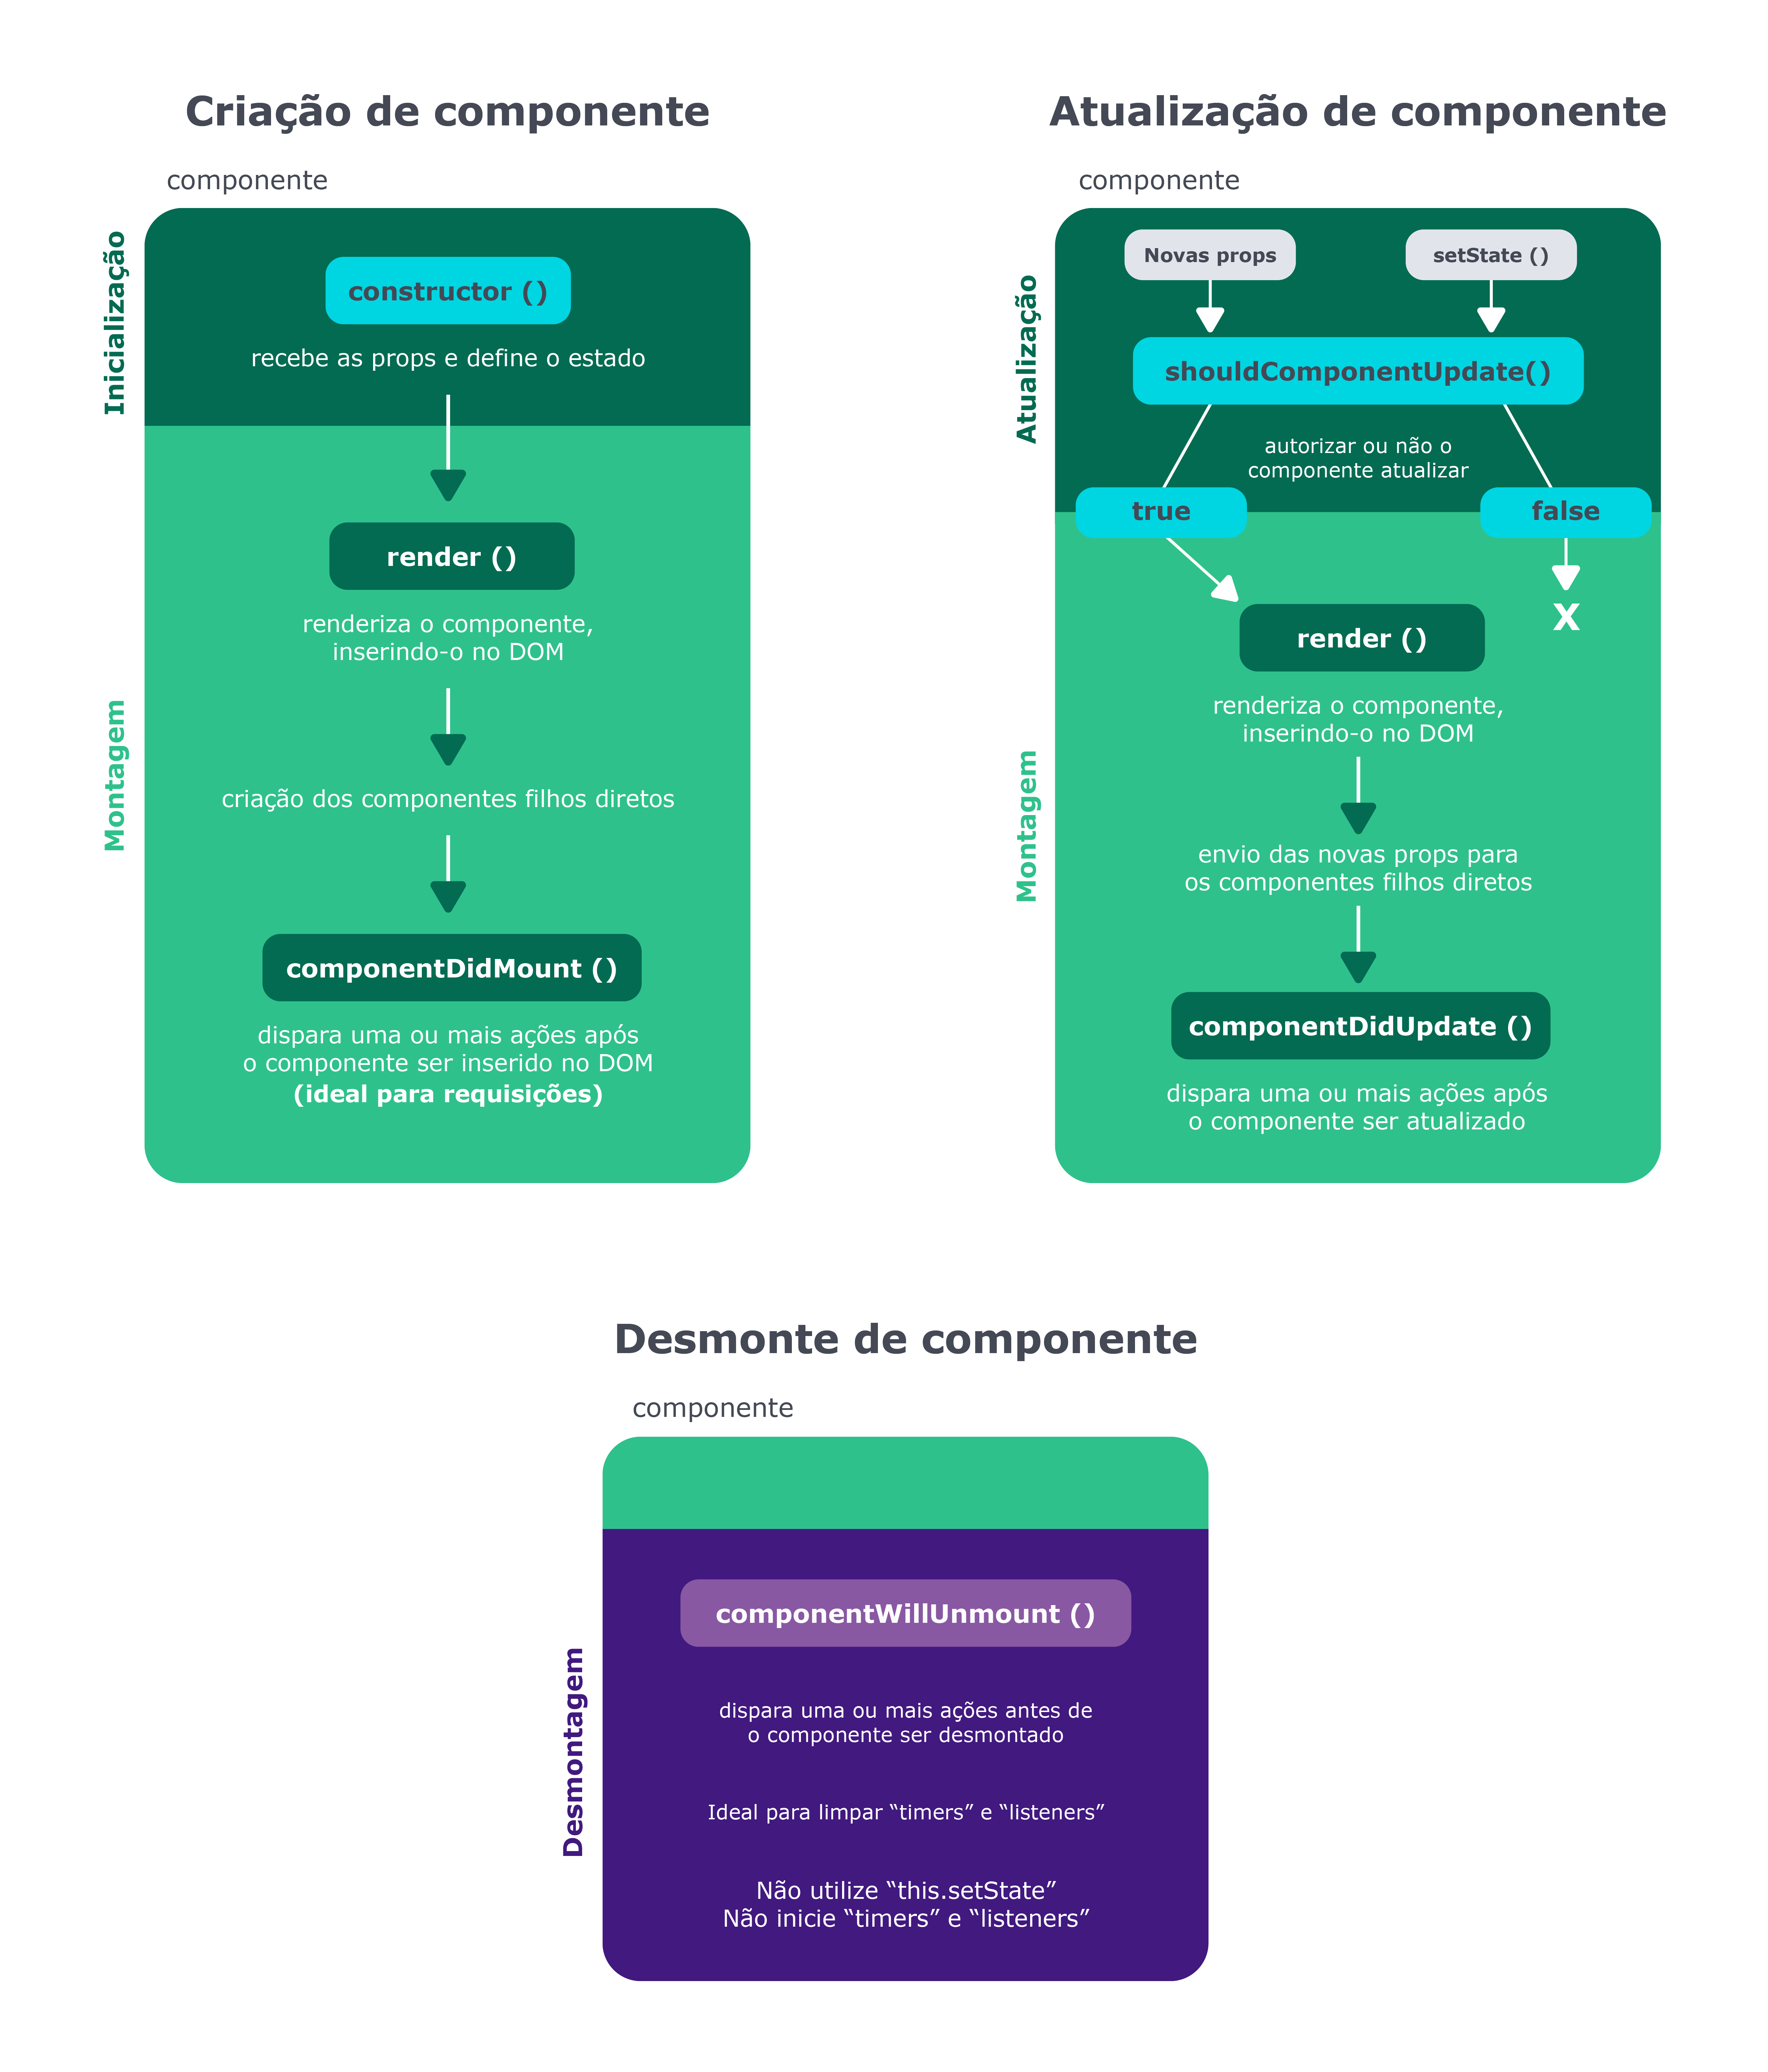 Criação de componente
componente
Inicialização
constructor ()
recebe as props e define o estado
Montagem
render ()
renderiza o componente,
inserindo-o no DOM
criação dos componentes filhos diretos
componentDidMount ()
dispara uma ou mais ações após
o componente ser inserido no DOM
(ideal para requisições)
Atualização de componente
componente
Atualização
Novas props
setState ()
shouldComponentUpdate()
autorizar ou não o
componente atualizar
true
false
X
Montagem
render ()
renderiza o componente,
inserindo-o no DOM
envio das novas props para
os componentes filhos diretos
componentDidUpdate ()
dispara uma ou mais ações após
o componente ser atualizado
Desmonte de componente
componente
Desmontagem
componentWillUnmount ()
dispara uma ou mais ações antes de
o componente ser desmontado
Ideal para limpar “timers” e “listeners”
Não utilize “this.setState”
Não inicie “timers” e “listeners”